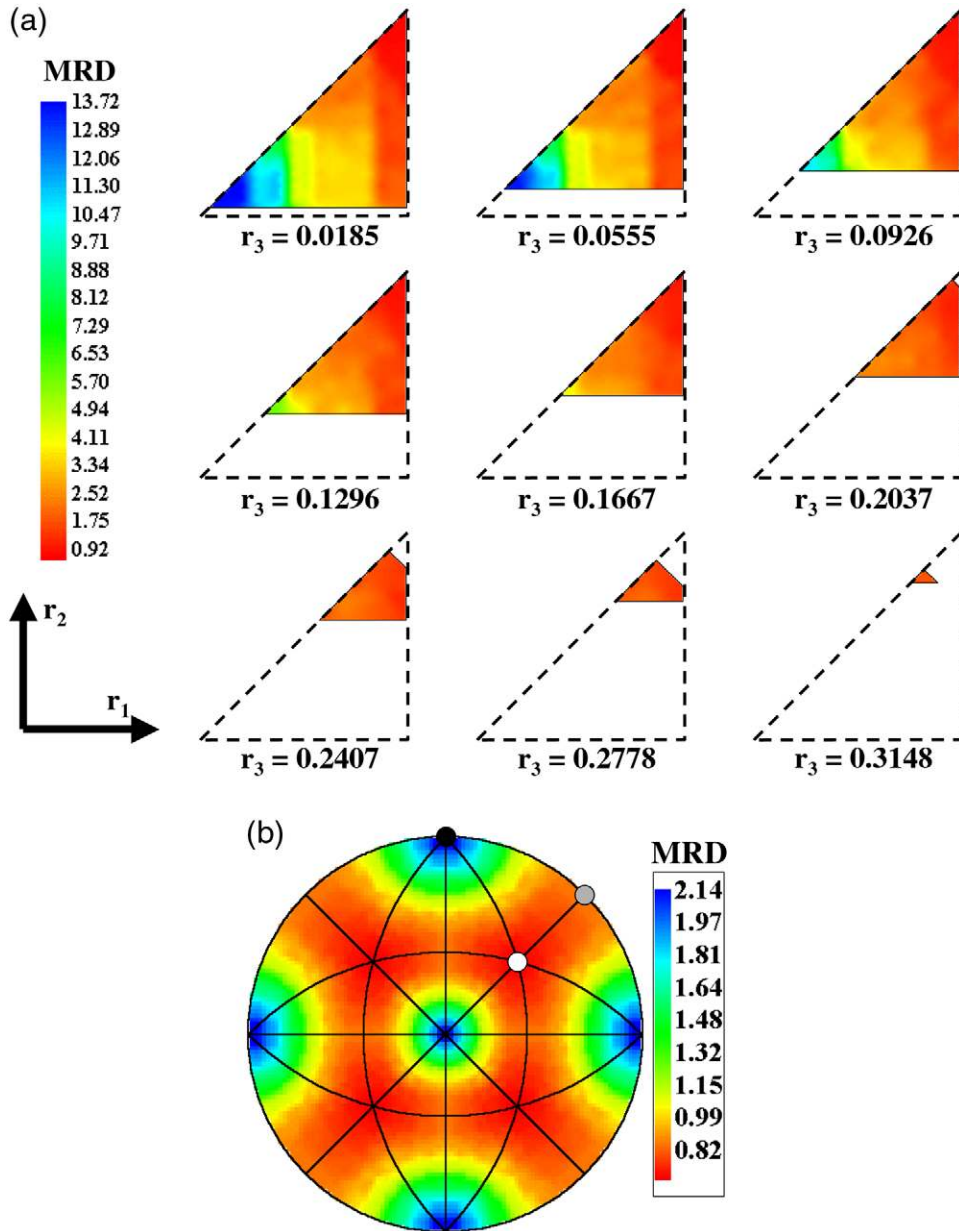 (a)
MRD
13.72
12.89
12.06
11.30
10.47
9.71
8.88
8.12
7.29
6.53
5.70
4.94
4.11
3.34
2.52
1.75
0.92
r₃ = 0.0185
r₃ = 0.0555
r₃ = 0.0926
r₃ = 0.1296
r₃ = 0.1667
r₃ = 0.2037
r₂
r₁
r₃ = 0.2407
r₃ = 0.2778
r₃ = 0.3148
(b)
MRD
2.14
1.97
1.81
1.64
1.48
1.32
1.15
0.99
0.82